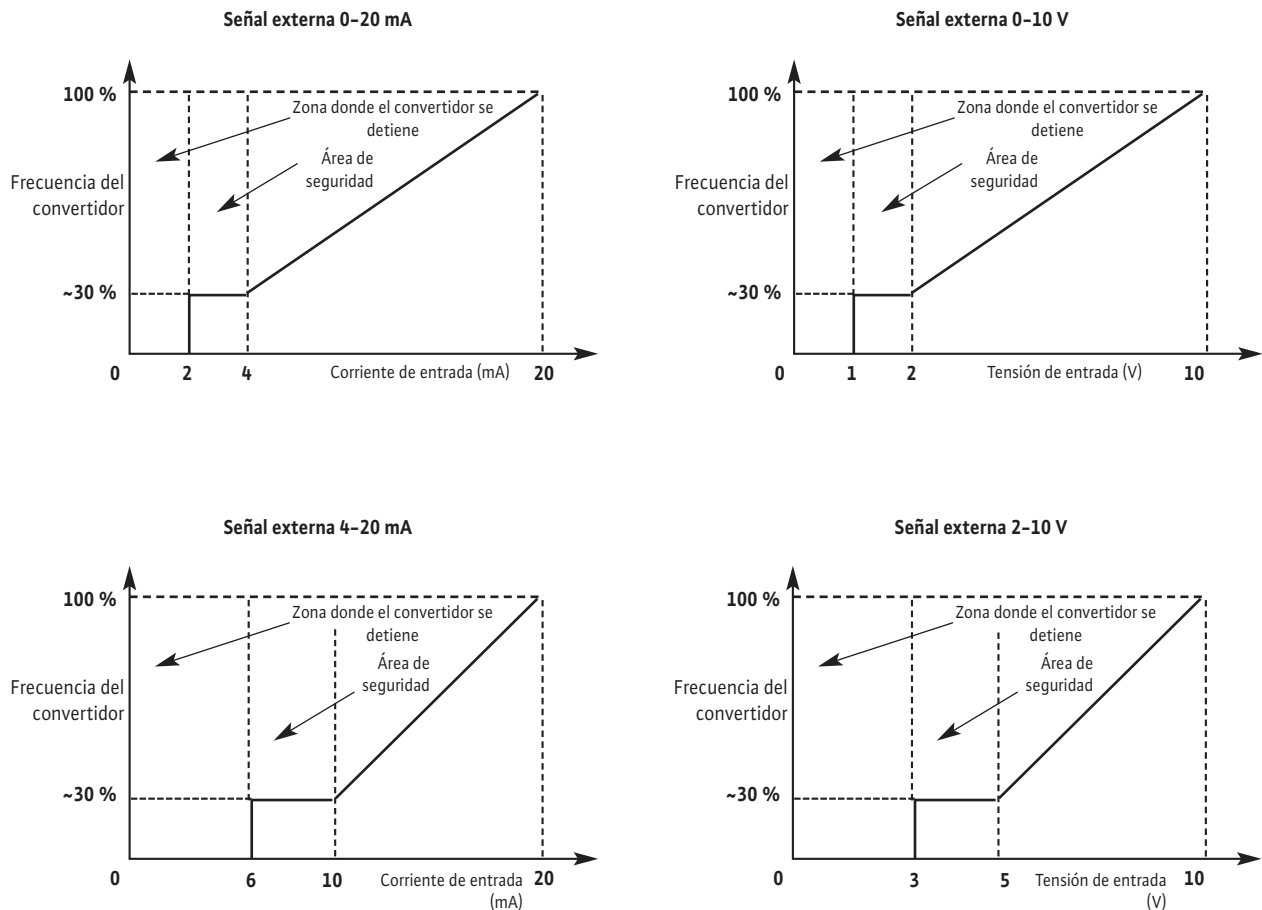 Señal externa 0–20 mA
100 %
Zona donde el convertidor se
detiene
Área de
seguridad
Frecuencia del
convertidor
~30 %
0
2
4
Corriente de entrada (mA)
20
Señal externa 0–10 V
100 %
Zona donde el convertidor se
detiene
Área de
seguridad
Frecuencia del
convertidor
~30 %
0
1
2
Tensión de entrada (V)
10
Señal externa 4–20 mA
100 %
Zona donde el convertidor se
detiene
Área de
seguridad
Frecuencia del
convertidor
~30 %
0
6
10
Corriente de entrada
(mA)
20
Señal externa 2–10 V
100 %
Zona donde el convertidor se
detiene
Área de
seguridad
Frecuencia del
convertidor
~30 %
0
3
5
Tensión de entrada
(V)
10